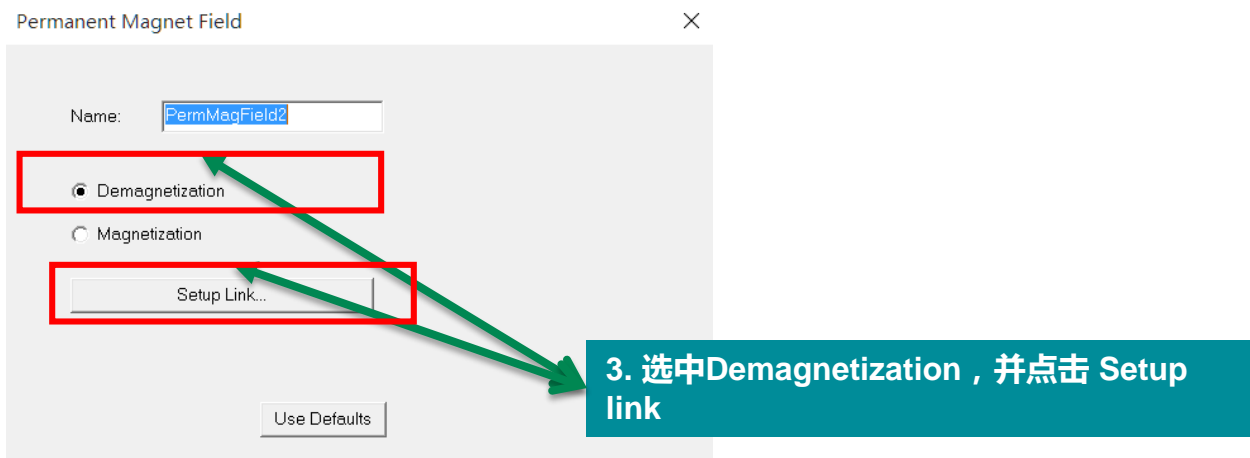 Permanent Magnet Field
Name: PermMagField2
Demagnetization
Magnetization
Setup Link...
3. 选中Demagnetization，并点击 Setup
link
Use Defaults